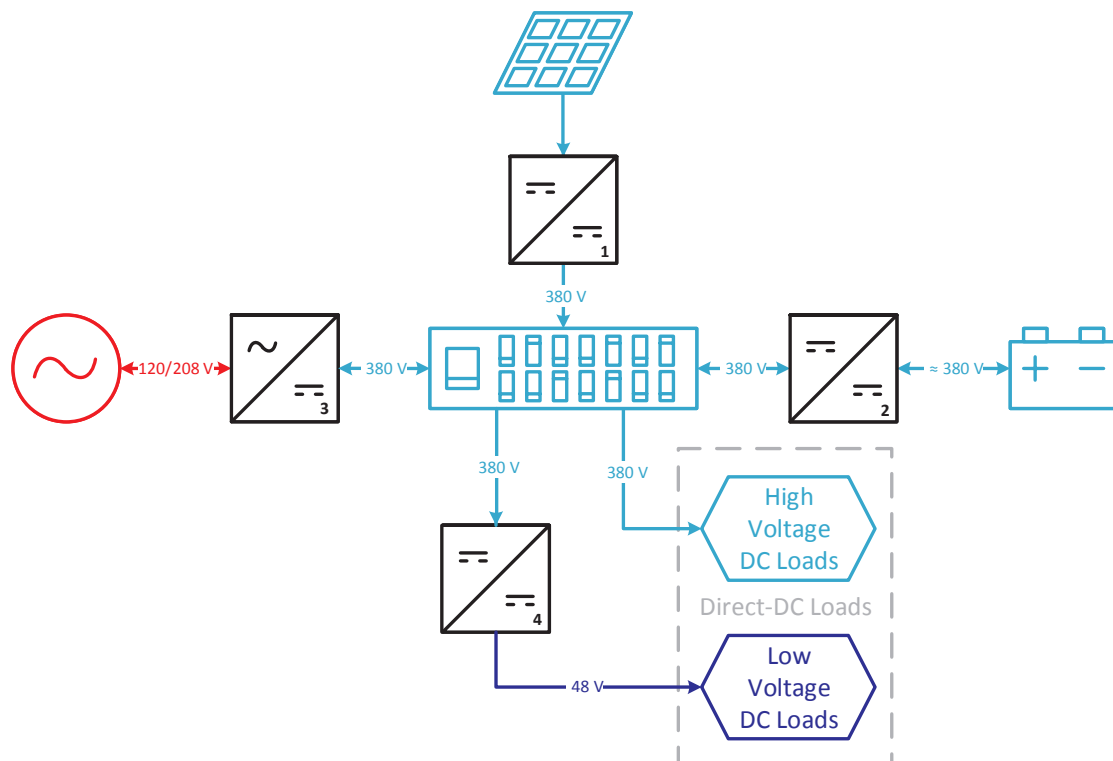 1
380 V
120/208 V
3
380 V
380 V
2
≈ 380 V
+ −
380 V
380 V
High
Voltage
DC Loads
4
Direct-DC Loads
Low
Voltage
DC Loads
48 V